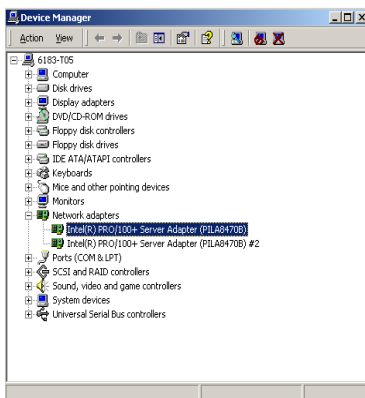 Device Manager
Action View
6183-T05
Computer
Disk drives
Display adapters
DVD/CD-ROM drives
Floppy disk controllers
Floppy disk drives
IDE ATA/ATAPI controllers
Keyboards
Mice and other pointing devices
Monitors
Network adapters
Intel(R) PRO/100+ Server Adapter (PILA8470B)
Intel(R) PRO/100+ Server Adapter (PILA8470B) #2
Ports (COM & LPT)
SCSI and RAID controllers
Sound, video and game controllers
System devices
Universal Serial Bus controllers